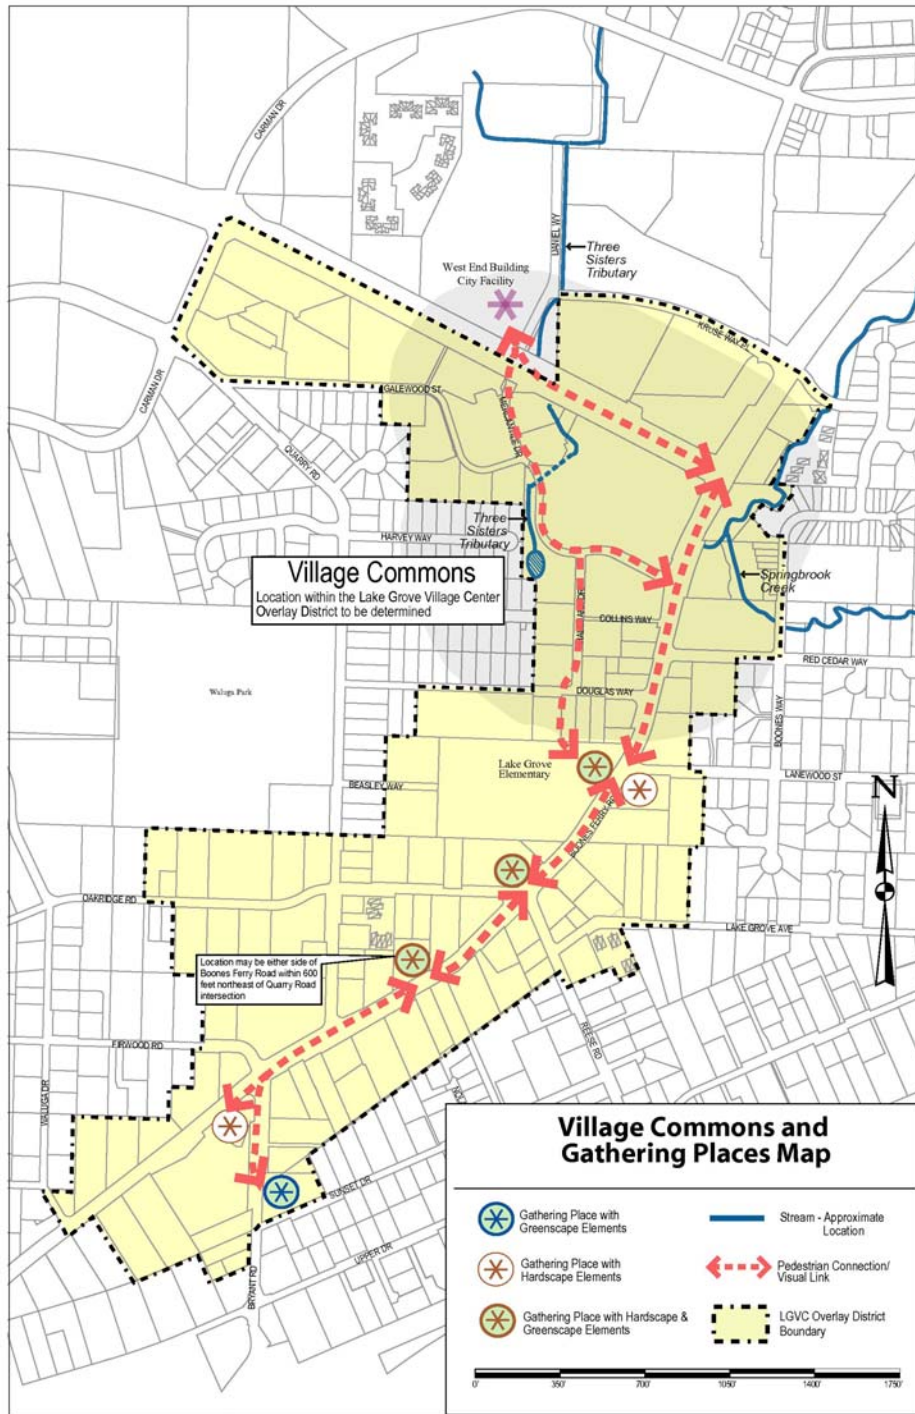 CARMAN DR
DANIEL WY
Three
Sisters
Tributary
West End Building
City Facility
KRUSE WAY PL
CARMAN DR
GALEWOOD ST
MERCANTILE DR
QUARRY RD
Three
Sisters
Tributary
HARVEY WAY
Village Commons
Location within the Lake Grove Village Center
Overlay District to be determined
Springbrook
Creek
COLLINS WAY
RED CEDAR WAY
Waluga Park
DOUGLAS WAY
BOONES WAY
Lake Grove
Elementary
LANEWOOD ST
BEASLEY WAY
N
BOONES FERRY RD
OAKRIDGE RD
LAKE GROVE AVE
Location may be either side of
Boones Ferry Road within 600
feet northeast of Quarry Road
intersection
REESE RD
FIRWOOD RD
WALUGA DR
SUNSET DR
UPPER DR
BRYANT RD
Village Commons and
Gathering Places Map
Gathering Place with
Greenscape Elements
Stream - Approximate
Location
Gathering Place with
Hardscape Elements
Pedestrian Connection/
Visual Link
Gathering Place with Hardscape &
Greenscape Elements
LGVC Overlay District
Boundary
0' 350' 700' 1050' 1400' 1750'